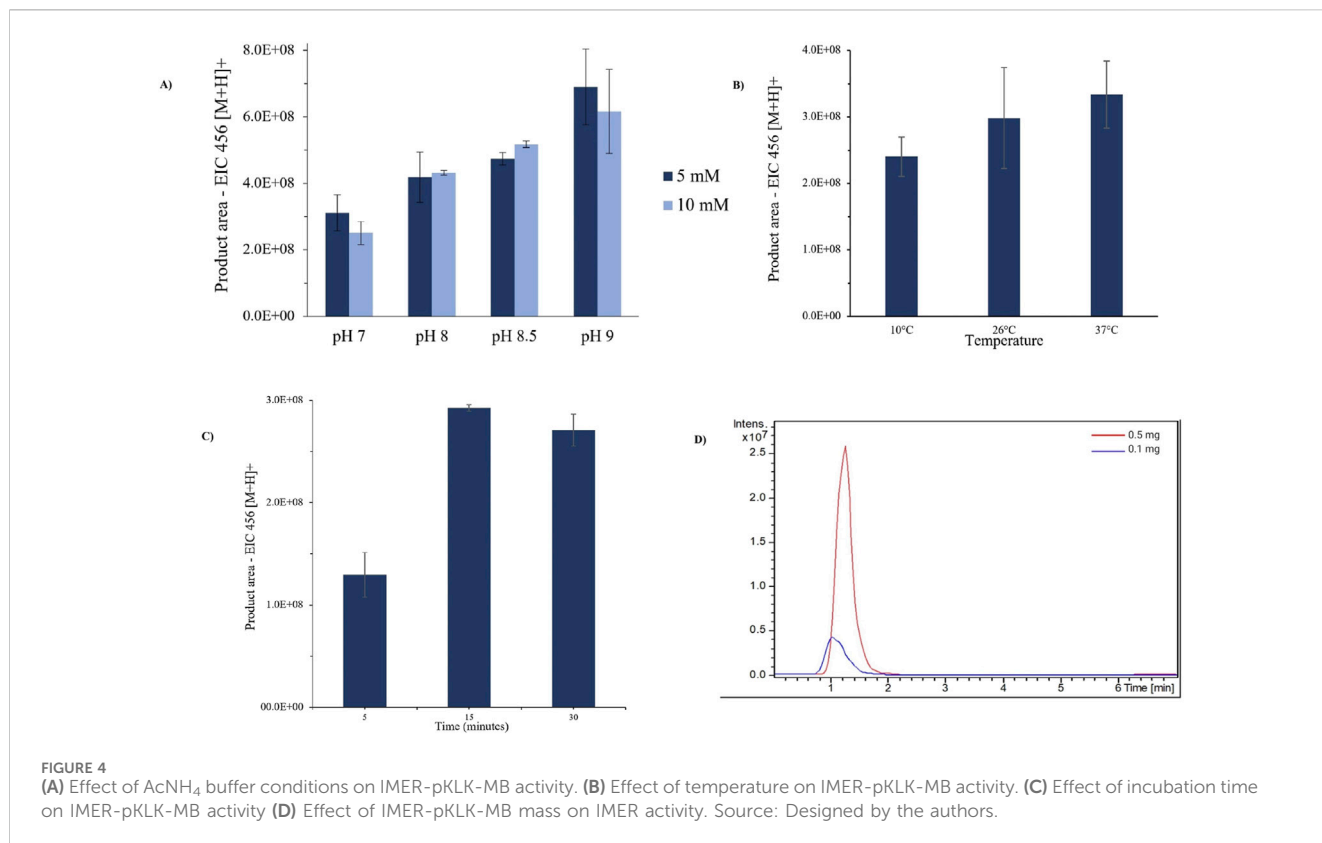 A)
Product area - EIC 456 [M+H]+
8.0E+08
6.0E+08
4.0E+08
2.0E+08
0.0E+00
pH 7
pH 8
pH 8.5
pH 9
5 mM
10 mM
B)
Product area - EIC 456 [M+H]+
4.0E+08
3.0E+08
2.0E+08
1.0E+08
0.0E+00
10°C
26°C
37°C
Temperature
C)
Product area - EIC 456 [M+H]+
3.0E+08
2.0E+08
1.0E+08
00.0E+00
5
15
30
Time (minutes)
D)
Intens.
x10⁷
2.5
2.0
1.5
1.0
0.5
0.0
1
2
3
4
5
6
Time [min]
0.5 mg
0.1 mg
FIGURE 4
(A) Effect of AcNH₄ buffer conditions on IMER-pKLK-MB activity. (B) Effect of temperature on IMER-pKLK-MB activity. (C) Effect of incubation time
on IMER-pKLK-MB activity (D) Effect of IMER-pKLK-MB mass on IMER activity. Source: Designed by the authors.